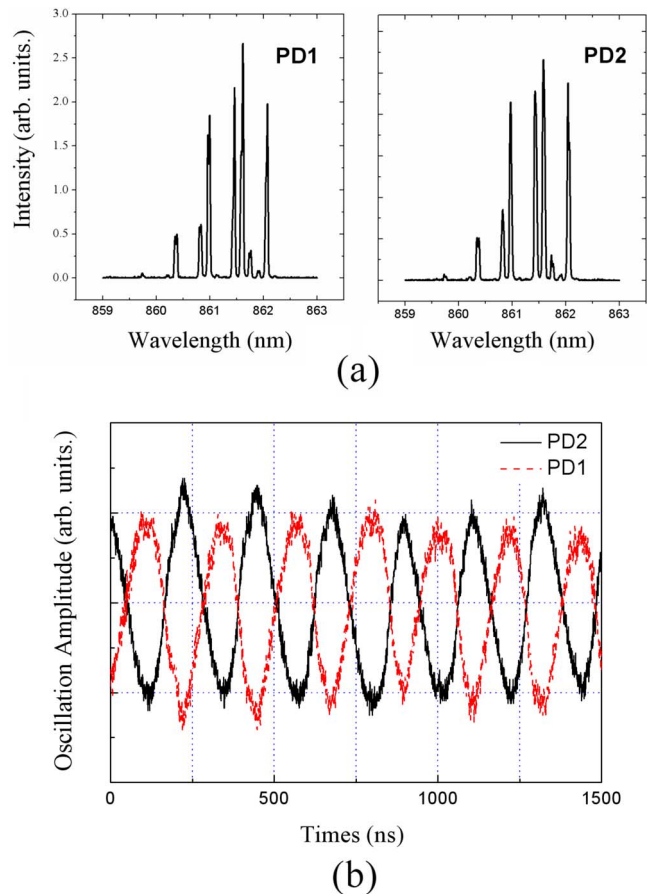 PD1
PD2
Intensity (arb. units.)
3.0
2.5
2.0
1.5
1.0
0.5
0.0
859 860 861 862 863
859 860 861 862 863
Wavelength (nm)
Wavelength (nm)
(a)
PD2
PD1
Oscillation Amplitude (arb. units.)
0 500 1000 1500
Times (ns)
(b)